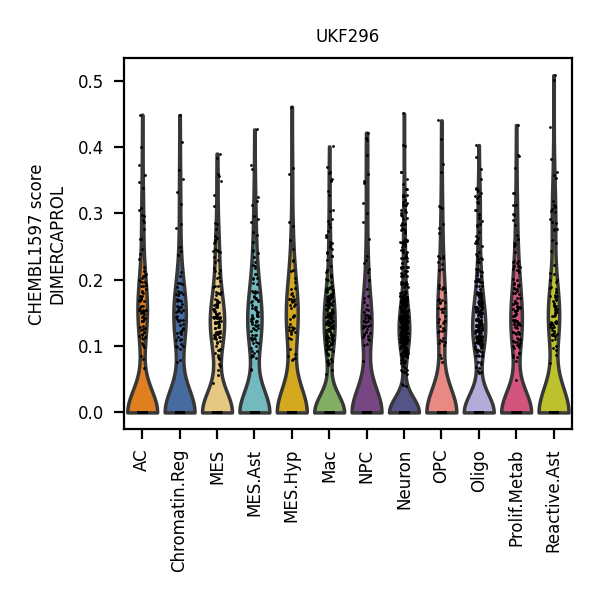 UKF296
CHEMBL1597 score
DIMERCAPROL
0.5
0.4
0.3
0.2
0.1
0.0
AC
Chromatin.Reg
MES
MES.Ast
MES.Hyp
Mac
NPC
Neuron
OPC
Oligo
Prolif.Metab
Reactive.Ast